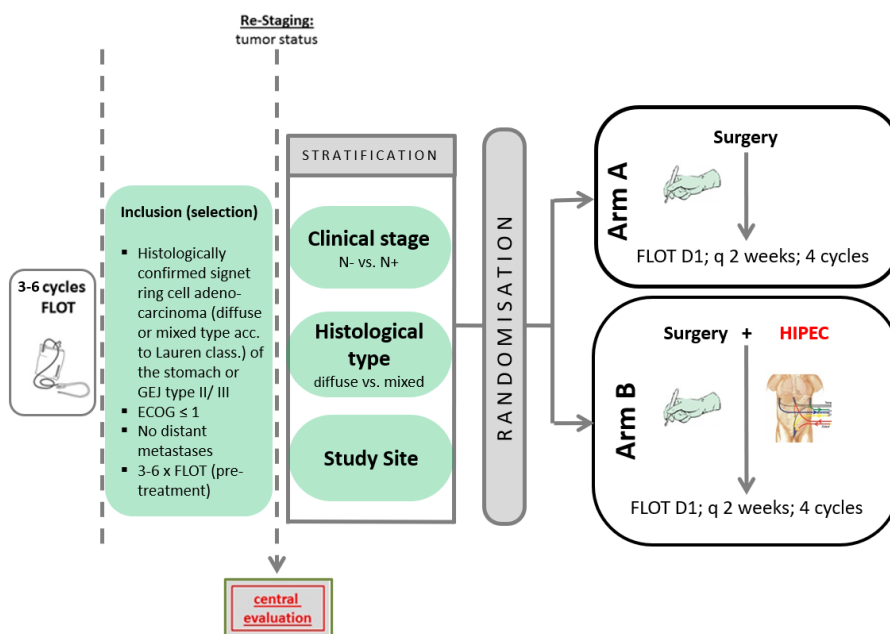 Re-Staging:
tumor status
3-6 cycles
FLOT
Inclusion (selection)
▪ Histologically
confirmed signet
ring cell adeno-
carcinoma (diffuse
or mixed type acc.
to Lauren class.) of
the stomach or
GEJ type II/ III
▪ ECOG ≤ 1
▪ No distant
metastases
▪ 3-6 x FLOT (pre-
treatment)
central
evaluation
STRATIFICATION
Clinical stage
N- vs. N+
Histological
type
diffuse vs. mixed
Study Site
RANDOMISATION
Arm A
Surgery
FLOT D1; q 2 weeks; 4 cycles
Arm B
Surgery + HIPEC
FLOT D1; q 2 weeks; 4 cycles